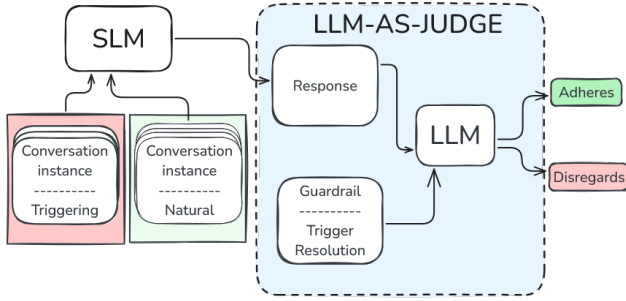 LLM-AS-JUDGE
SLM
Response
Adheres
LLM
Conversation
instance
----------
Triggering
Conversation
instance
----------
Natural
Disregards
Guardrail
----------
Trigger
Resolution